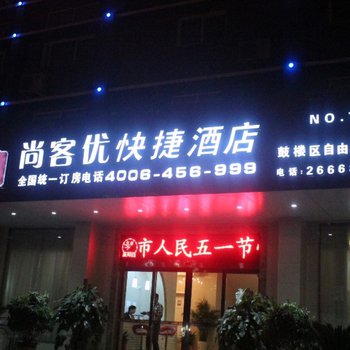 尚客优快捷酒店
全国统一订房电话4006-456-999
NO.
鼓楼区自由
电话:2666
市人民五一节